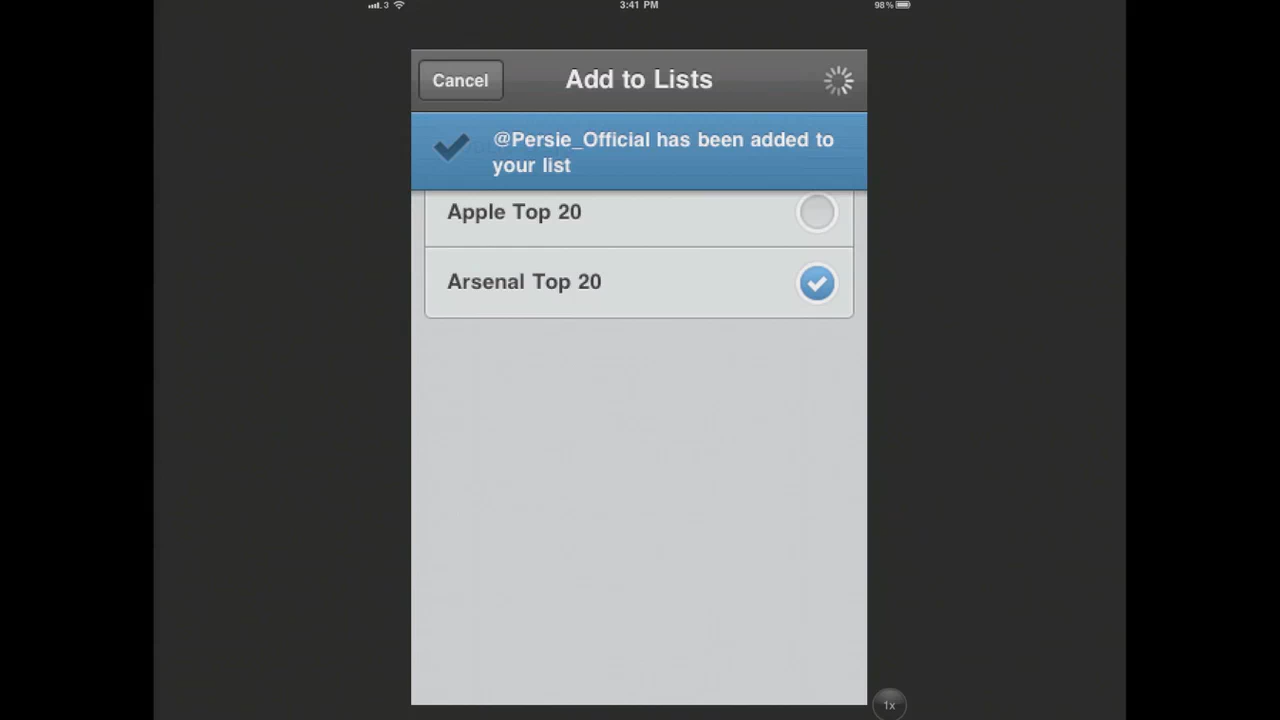 3 3:41 PM 98%
Cancel Add to Lists
@Persie_Official has been added to
your list
Apple Top 20
Arsenal Top 20
1x